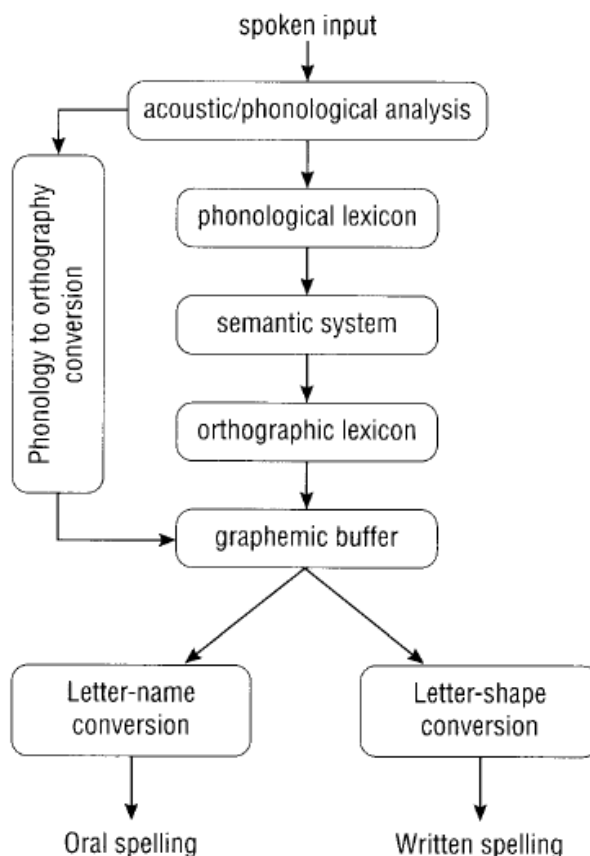 spoken input
acoustic/phonological analysis
Phonology to orthography
conversion
phonological lexicon
semantic system
orthographic lexicon
graphemic buffer
Letter-name
conversion
Letter-shape
conversion
Oral spelling
Written spelling